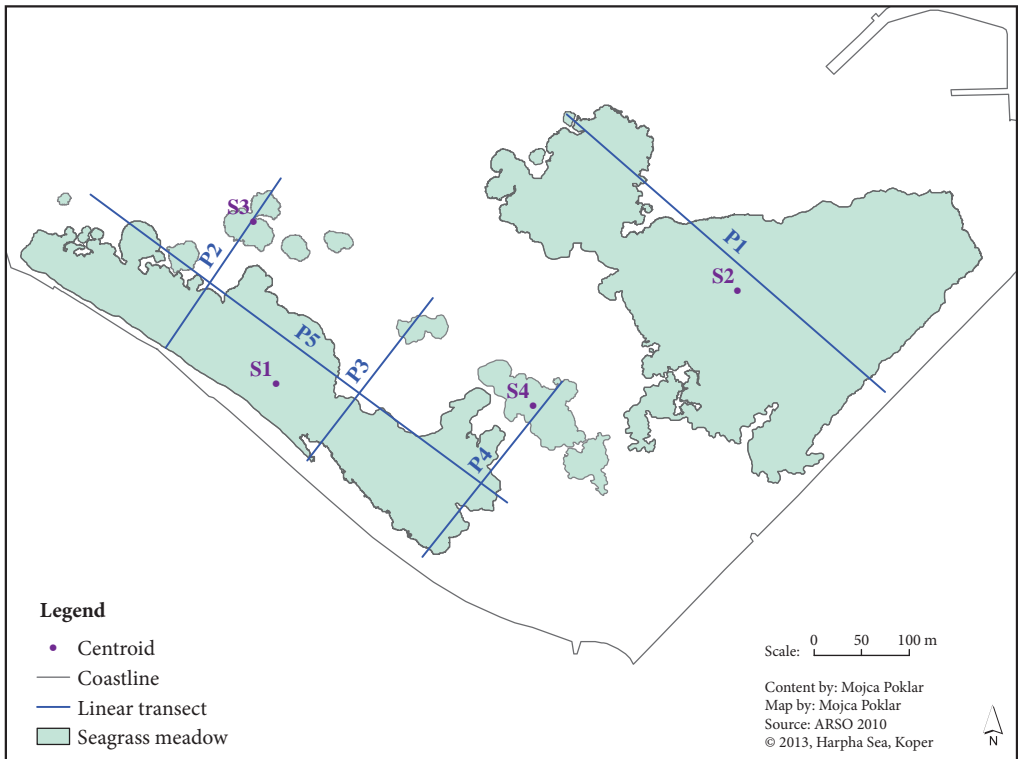 P1
S3
P2
S2
P5
P3
S1
S4
P4
Legend
Centroid
Coastline
Linear transect
Seagrass meadow
Scale: 0 50 100 m
Content by: Mojca Poklar
Map by: Mojca Poklar
Source: ARSO 2010
© 2013, Harpha Sea, Koper
N